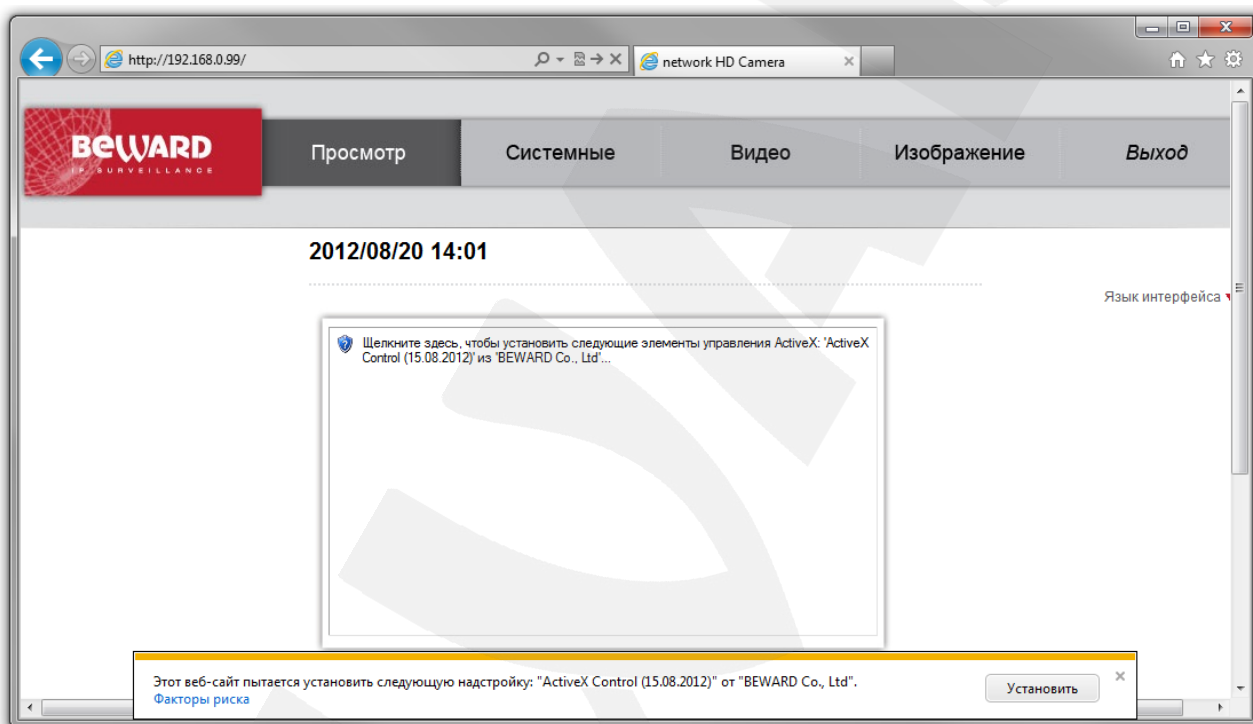 http://192.168.0.99/
network HD Camera
BEWARD
IP SURVEILLANCE
Просмотр
Системные
Видео
Изображение
Выход
2012/08/20 14:01
Язык интерфейса
Щелкните здесь, чтобы установить следующие элементы управления ActiveX: 'ActiveX
Control (15.08.2012)' из 'BEWARD Co., Ltd'...
Этот веб-сайт пытается установить следующую надстройку: "ActiveX Control (15.08.2012)" от "BEWARD Co., Ltd".
Факторы риска
Установить